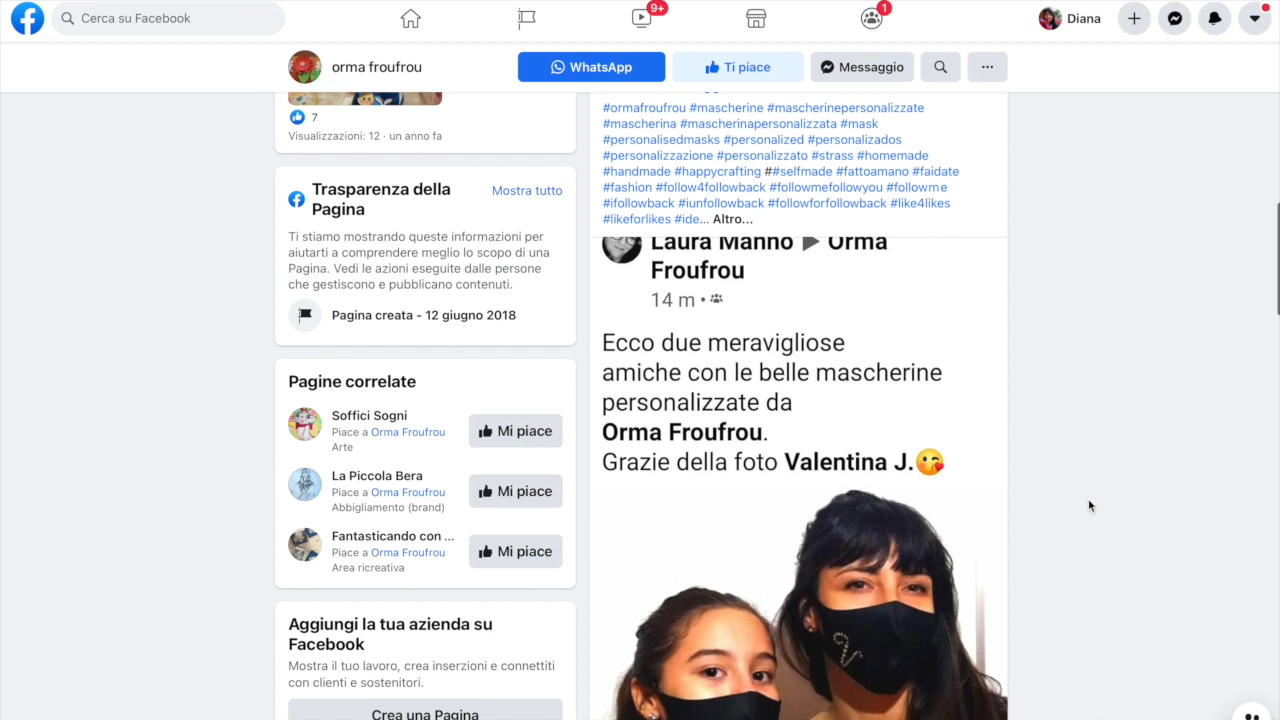 Cerca su Facebook
9+
1
Diana
orma froufrou
WhatsApp
Ti piace
Messaggio
7
Visualizzazioni: 12 · un anno fa
Trasparenza della
Pagina
Mostra tutto
Ti stiamo mostrando queste informazioni per
aiutarti a comprendere meglio lo scopo di una
Pagina. Vedi le azioni eseguite dalle persone
che gestiscono e pubblicano contenuti.
Pagina creata - 12 giugno 2018
Pagine correlate
Soffici Sogni
Piace a Orma Froufrou
Arte
Mi piace
La Piccola Bera
Piace a Orma Froufrou
Abbigliamento (brand)
Mi piace
Fantasticando con ...
Piace a Orma Froufrou
Area ricreativa
Mi piace
Aggiungi la tua azienda su
Facebook
Mostra il tuo lavoro, crea inserzioni e connettiti
con clienti e sostenitori.
Crea una Pagina
#ormafroufrou #mascherine #mascherinepersonalizzate
#mascherina #mascherinapersonalizzata #mask
#personalisedmasks #personalized #personalizados
#personalizzazione #personalizzato #strass #homemade
#handmade #happycrafting ##selfmade #fattoamano #faidate
#fashion #follow4followback #followmefollowyou #followme
#ifollowback #iunfollowback #followforfollowback #like4likes
#likeforlikes #ide... Altro...
Laura Manno ▶ Orma
Froufrou
14 m •
Ecco due meravigliose
amiche con le belle mascherine
personalizzate da
Orma Froufrou.
Grazie della foto Valentina J.😘
V